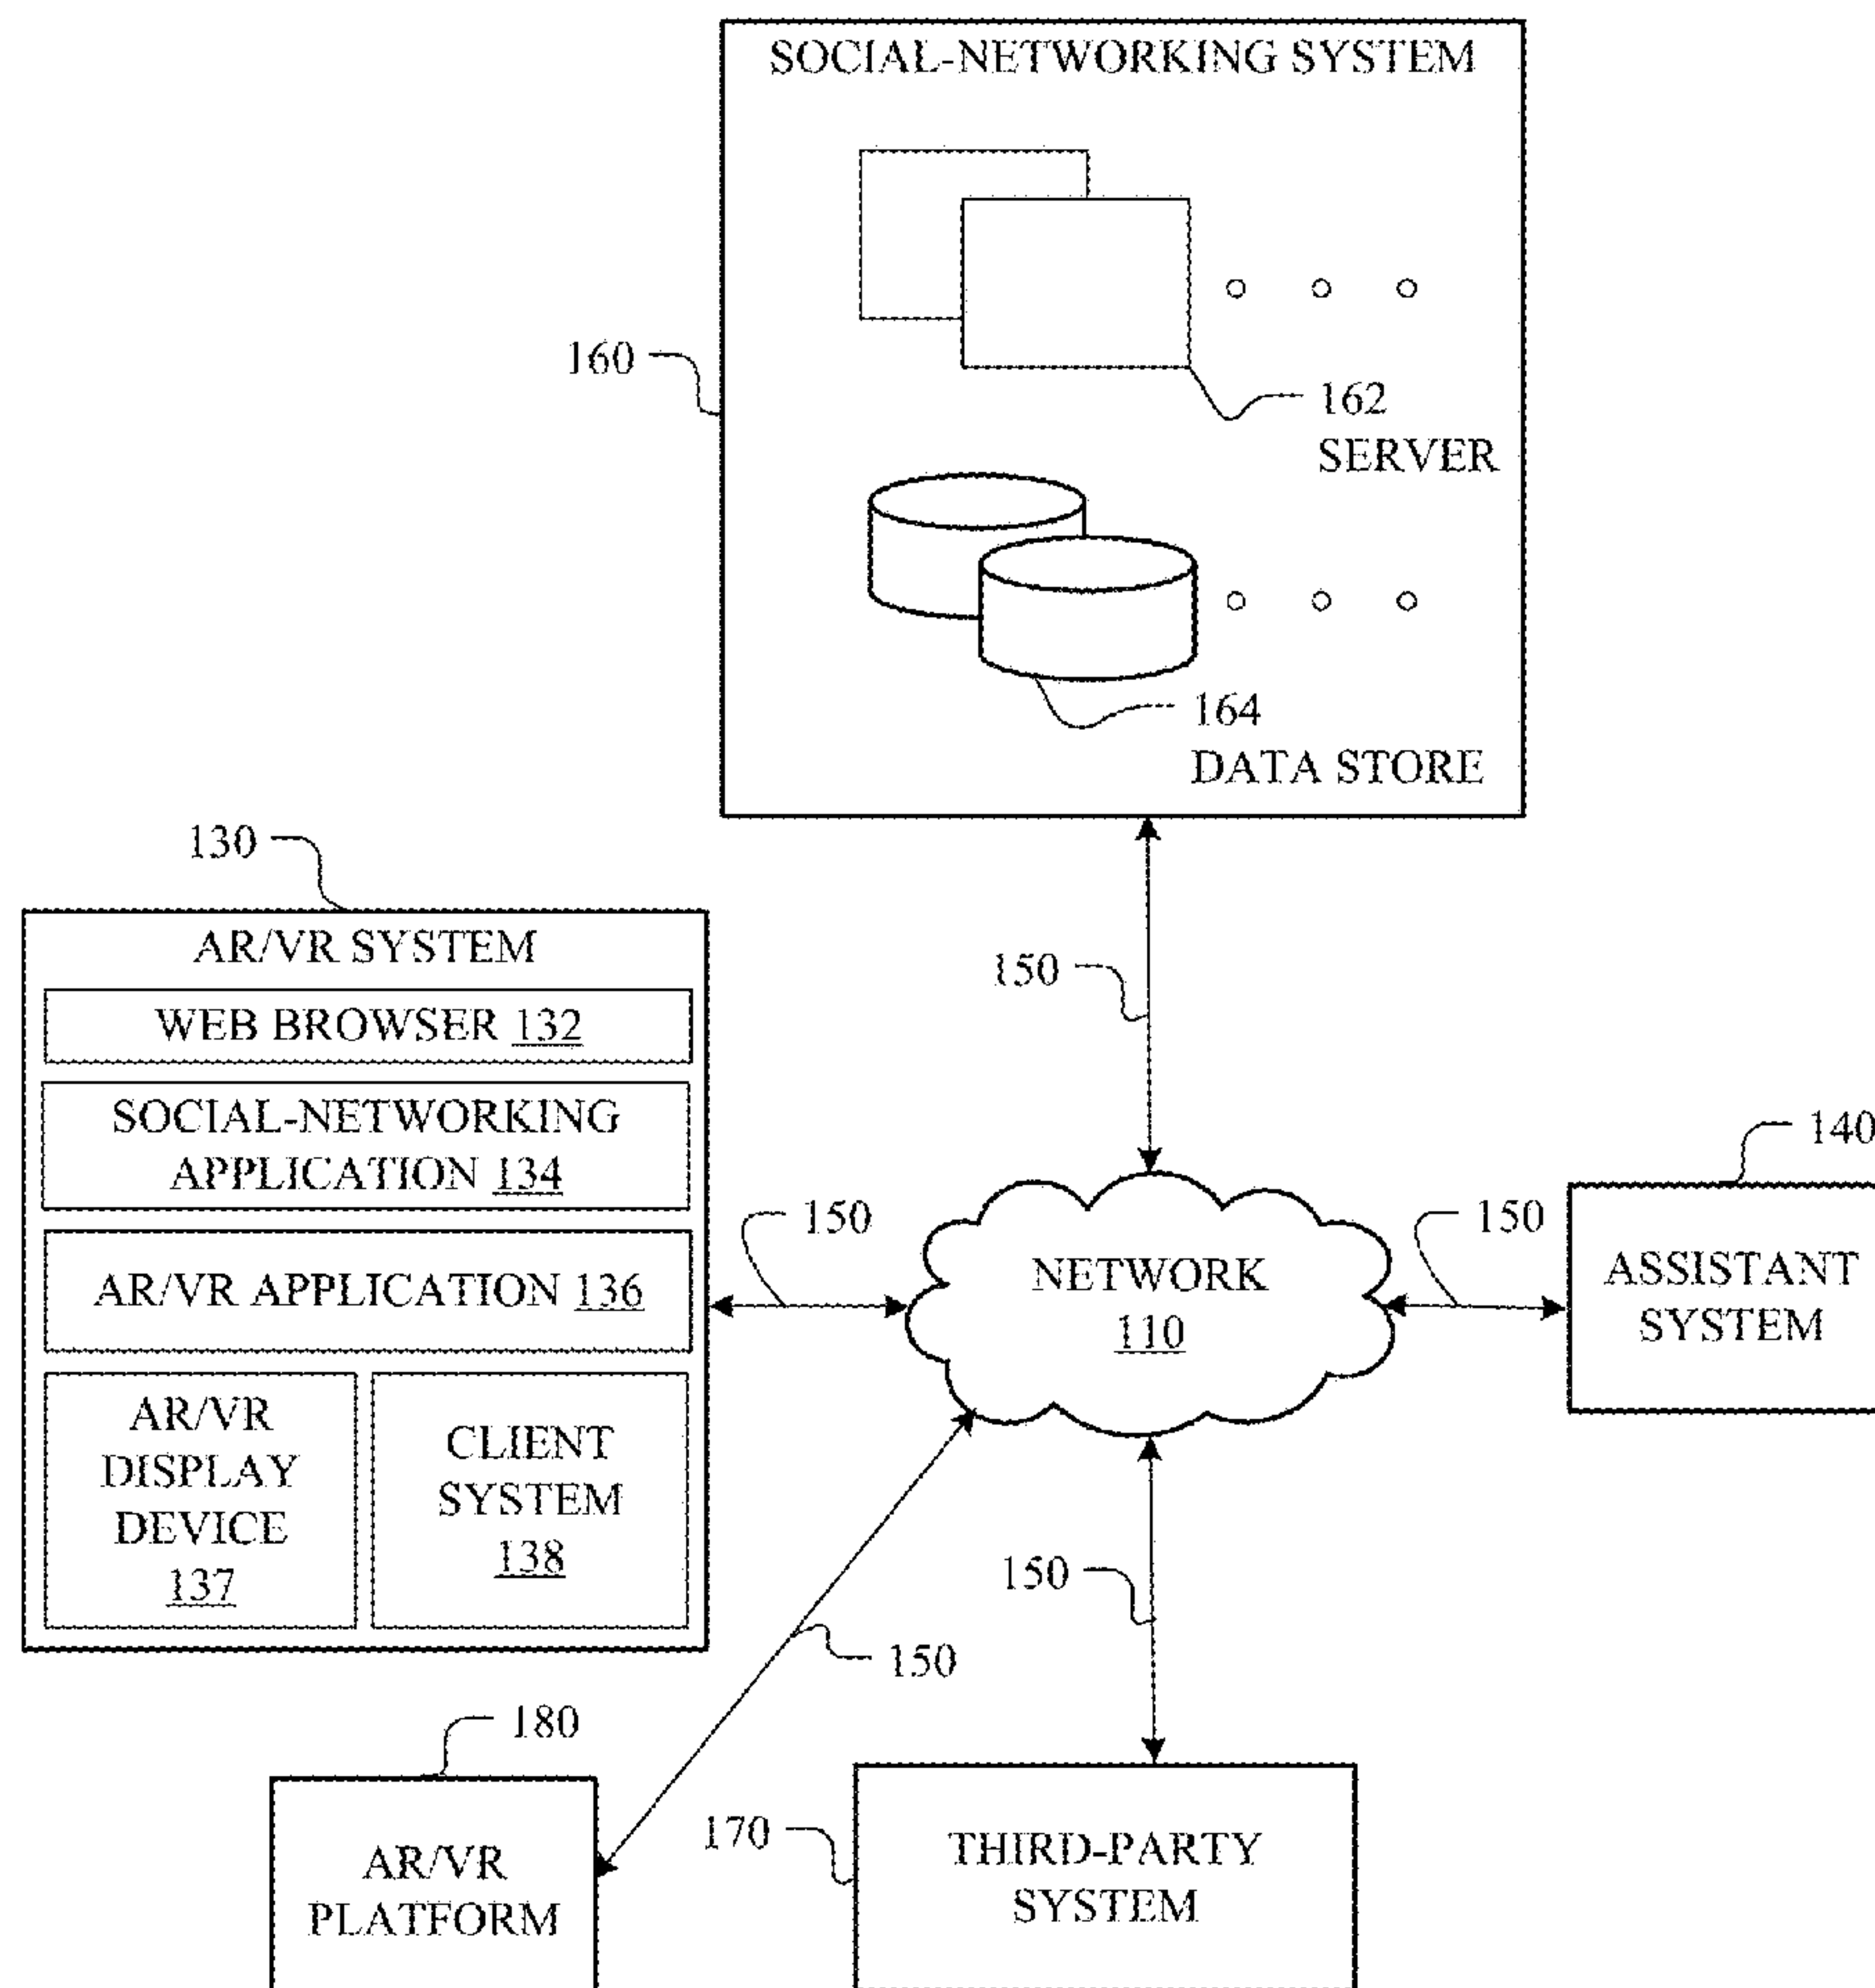 SOCIAL-NETWORKING SYSTEM
160
162
SERVER
164
DATA STORE
130
AR/VR SYSTEM
WEB BROWSER 132
SOCIAL-NETWORKING
APPLICATION 134
AR/VR APPLICATION 136
AR/VR
DISPLAY
DEVICE
137
CLIENT
SYSTEM
138
150
150
NETWORK
110
150
140
ASSISTANT
SYSTEM
150
150
180
AR/VR
PLATFORM
170
THIRD-PARTY
SYSTEM